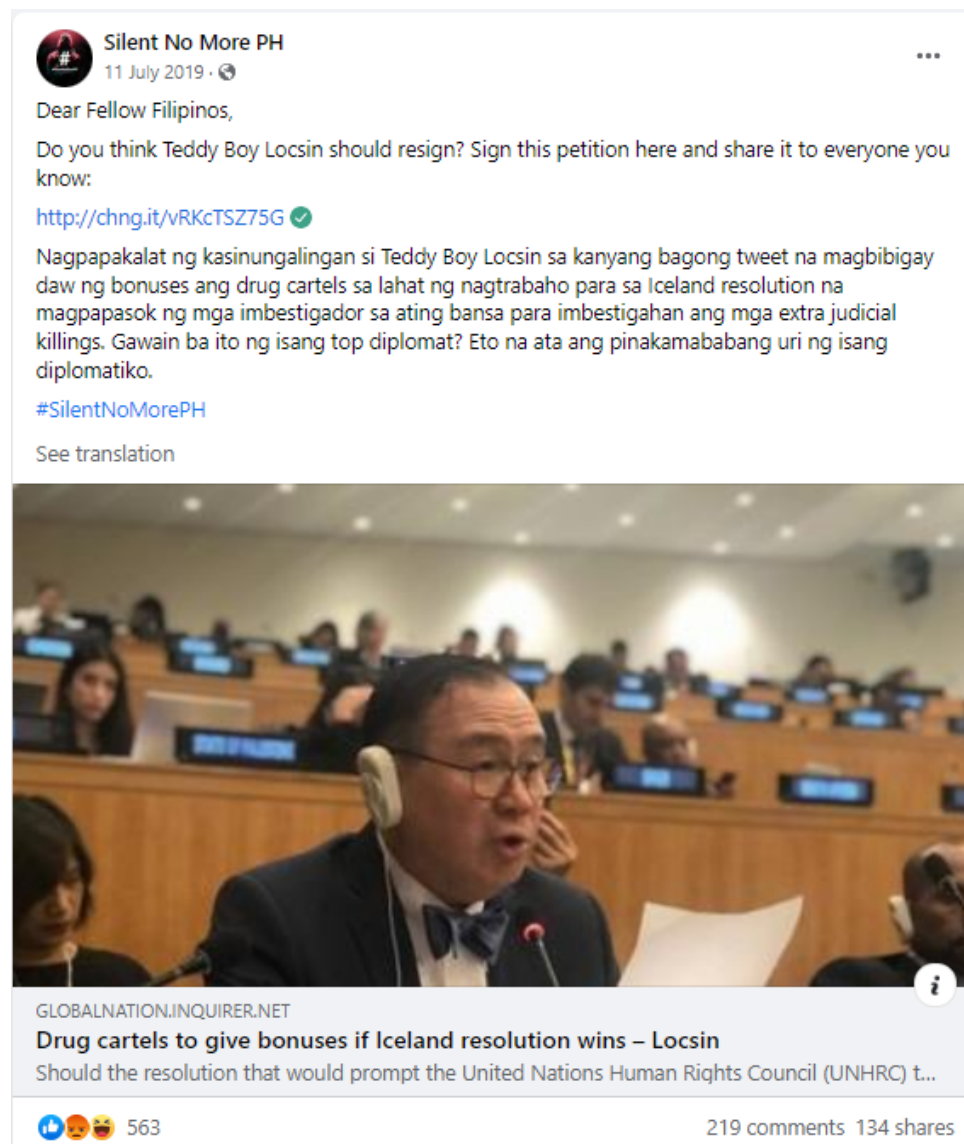 Silent No More PH
11 July 2019 ·
Dear Fellow Filipinos,
Do you think Teddy Boy Locsin should resign? Sign this petition here and share it to everyone you
know:
http://chng.it/vRKcTSZ75G
Nagpapakalat ng kasinungalingan si Teddy Boy Locsin sa kanyang bagong tweet na magbibigay
daw ng bonuses ang drug cartels sa lahat ng nagtrabaho para sa Iceland resolution na
magpapasok ng mga imbestigador sa ating bansa para imbestigahan ang mga extra judicial
killings. Gawain ba ito ng isang top diplomat? Eto na ata ang pinakamababang uri ng isang
diplomatiko.
#SilentNoMorePH
See translation
STATE OF PALESTINE
GLOBALNATION.INQUIRER.NET
Drug cartels to give bonuses if Iceland resolution wins – Locsin
Should the resolution that would prompt the United Nations Human Rights Council (UNHRC) t...
563
219 comments 134 shares